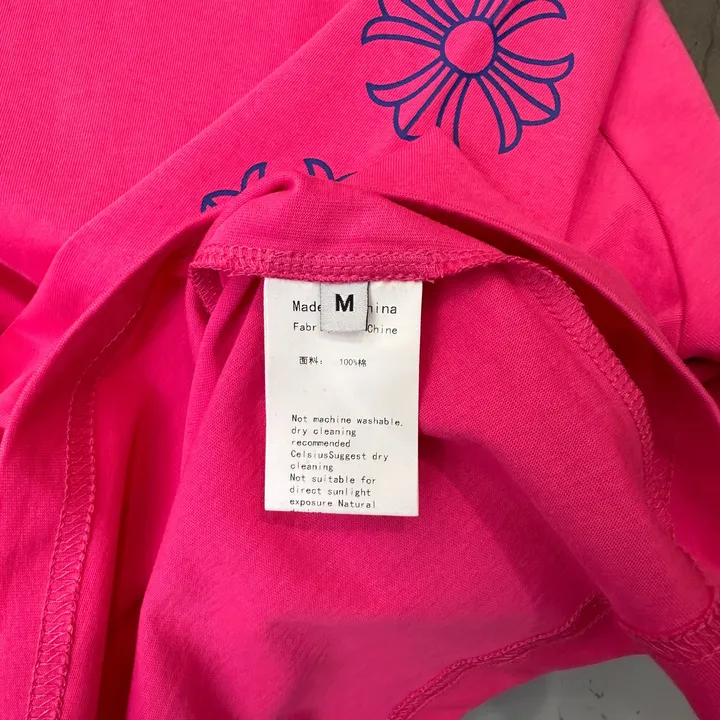 Made hina
M
Fabr Chine
面料： 100%棉
Not machine washable,
dry cleaning
recommended
CelsiusSuggest dry
cleaning
Not suitable for
direct sunlight
exposure Natural